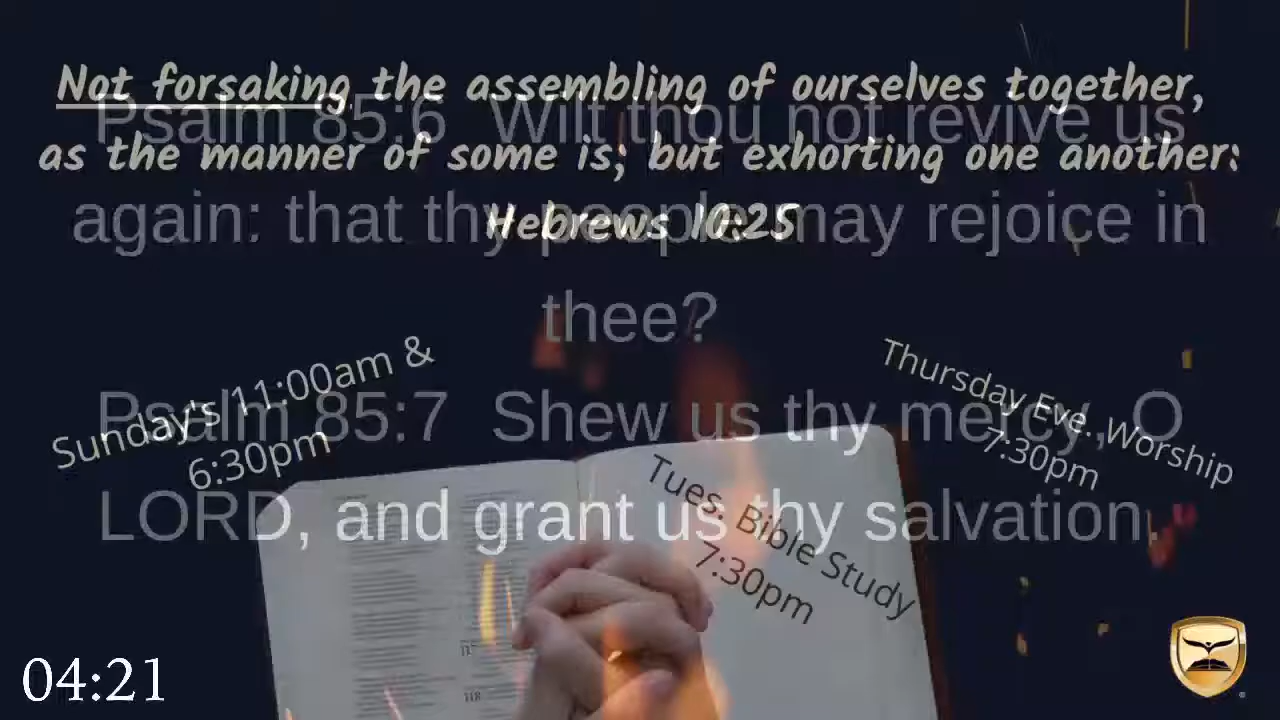 Not forsaking the assembling of ourselves together,
as the manner of some is; but exhorting one another:
Hebrews 10:25
Psalm 85:6 Wilt thou not revive us
again: that thy people may rejoice in
thee?
Psalm 85:7 Shew us thy mercy, O
LORD, and grant us thy salvation.
Sunday's 11:00am &
6:30pm
Tues. Bible Study
7:30pm
Thursday Eve. Worship
7:30pm
117
118
04:21